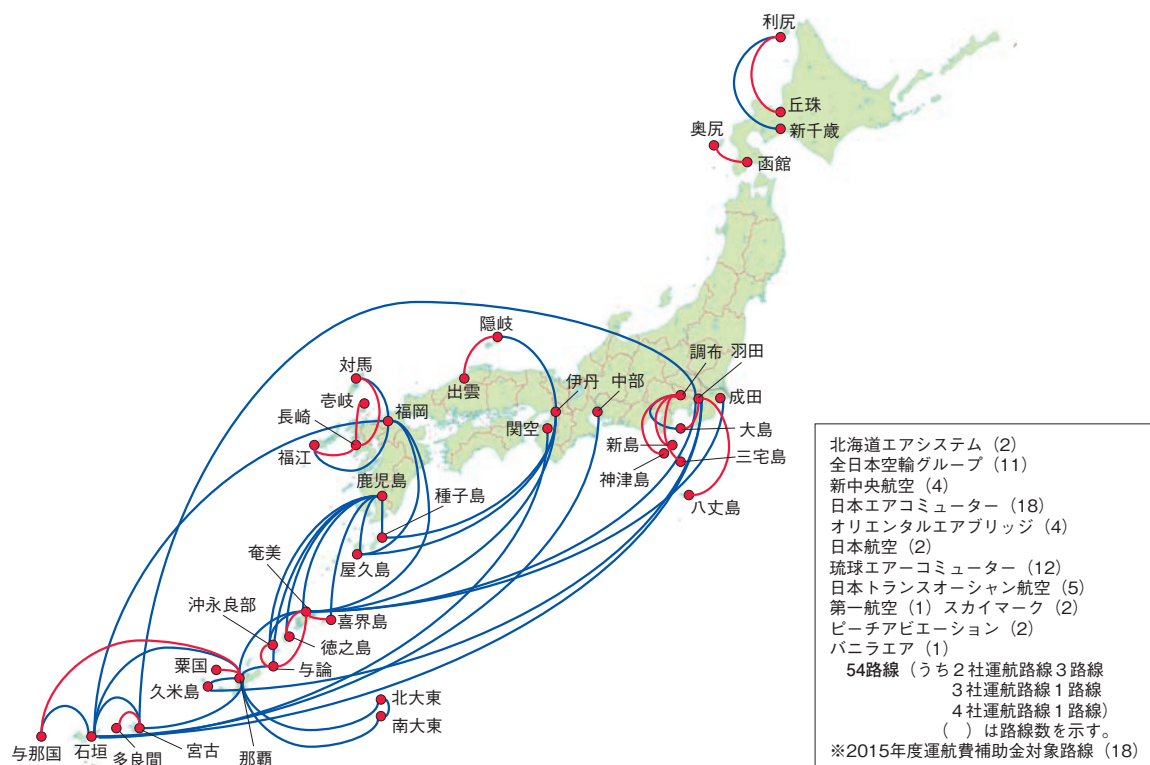 利尻
丘珠
新千歳
奥尻
函館
隠岐
対馬
出雲
伊丹
中部
調布
羽田
成田
壱岐
長崎
福岡
関空
大島
福江
新島
三宅島
神津島
鹿児島
種子島
八丈島
奄美
屋久島
沖永良部
喜界島
徳之島
粟国
与論
久米島
北大東
南大東
与那国
石垣
多良間
宮古
那覇
北海道エアシステム（2）
全日本空輸グループ（11）
新中央航空（4）
日本エアコミューター（18）
オリエンタルエアブリッジ（4）
日本航空（2）
琉球エアーコミューター（12）
日本トランスオーシャン航空（5）
第一航空（1）スカイマーク（2）
ピーチアビエーション（2）
バニラエア（1）
54路線（うち２社運航路線３路線
３社運航路線１路線
４社運航路線１路線）
（　）は路線数を示す。
※2015年度運航費補助金対象路線（18）